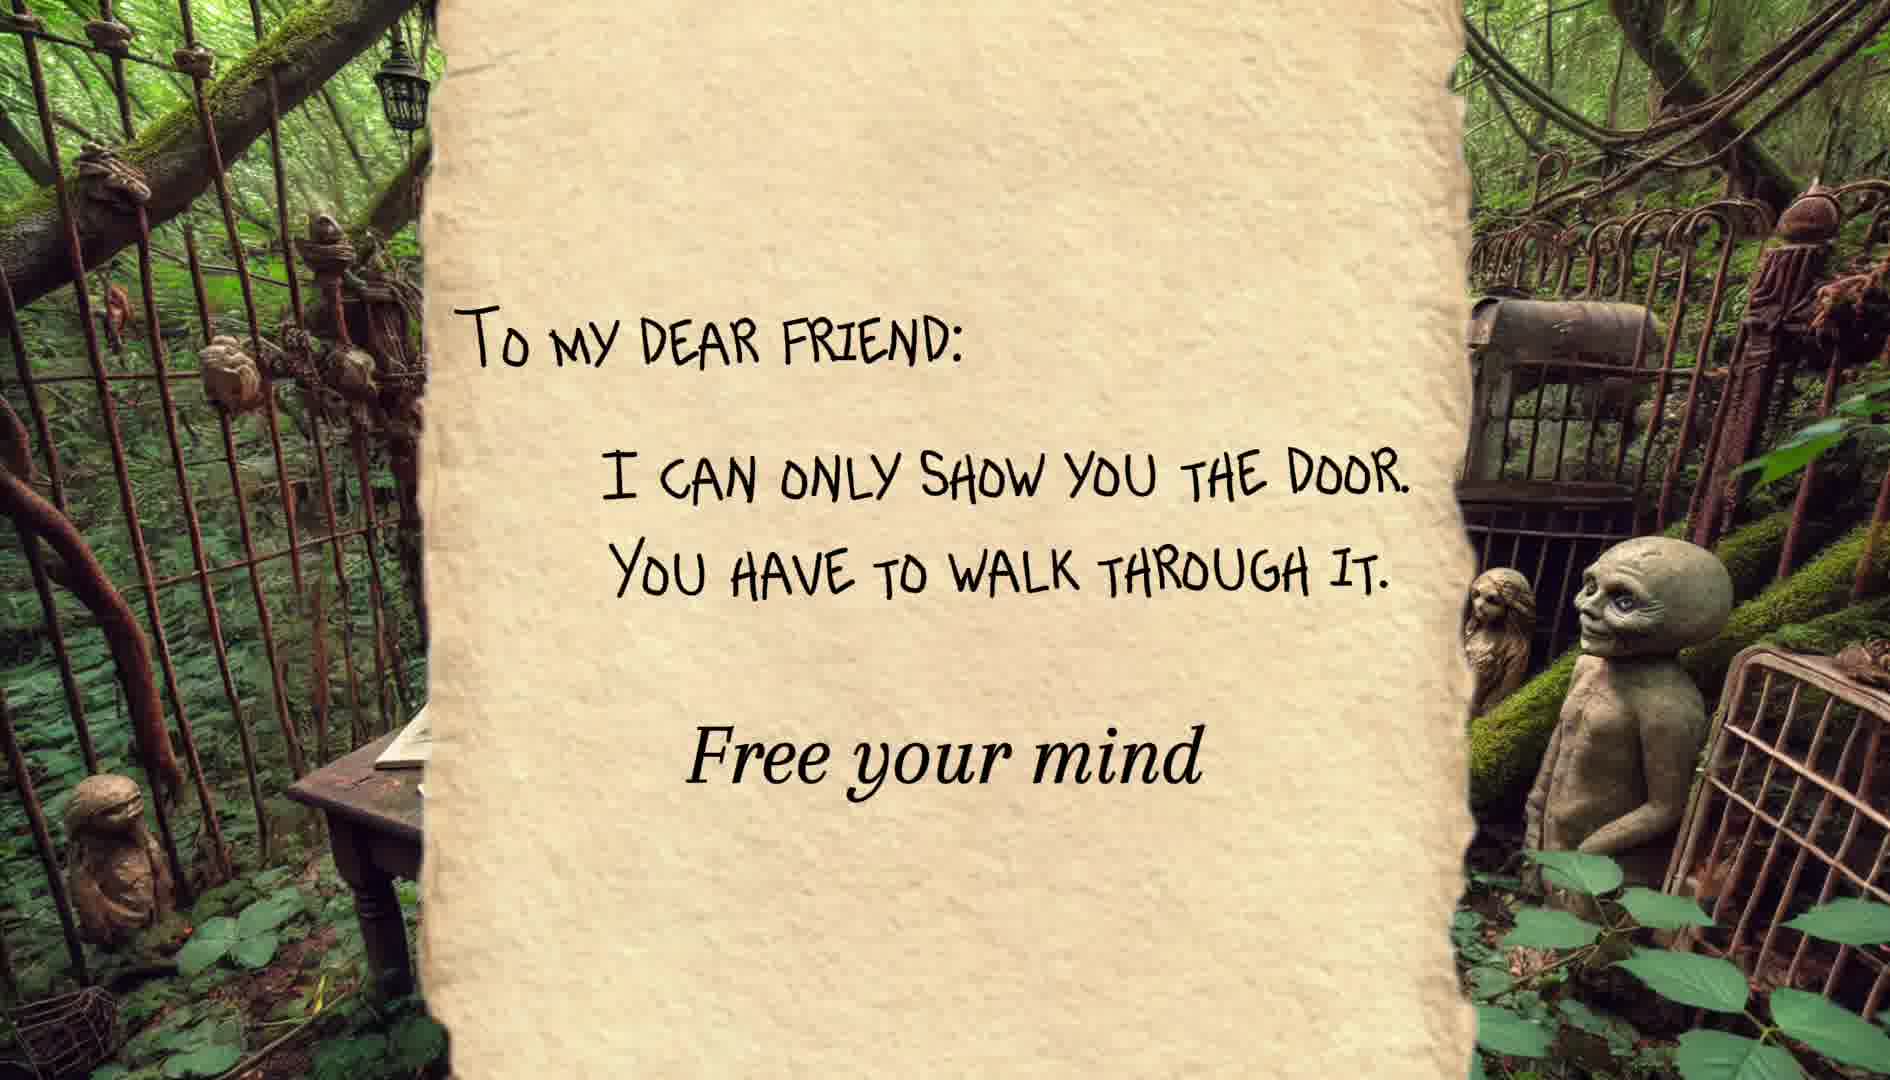 To my dear friend:
I can only show you the door.
You have to walk through it.
Free your mind